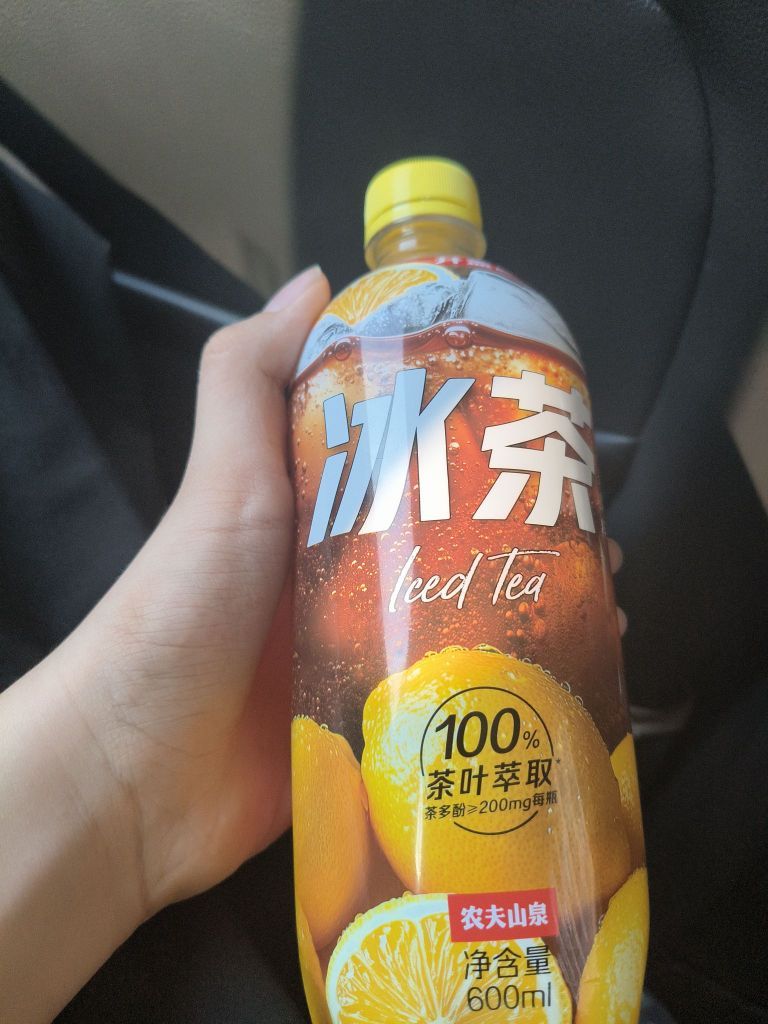 冰茶
Iced Tea
100%
茶叶萃取*
茶多酚≥200mg每瓶
农夫山泉
净含量
600ml